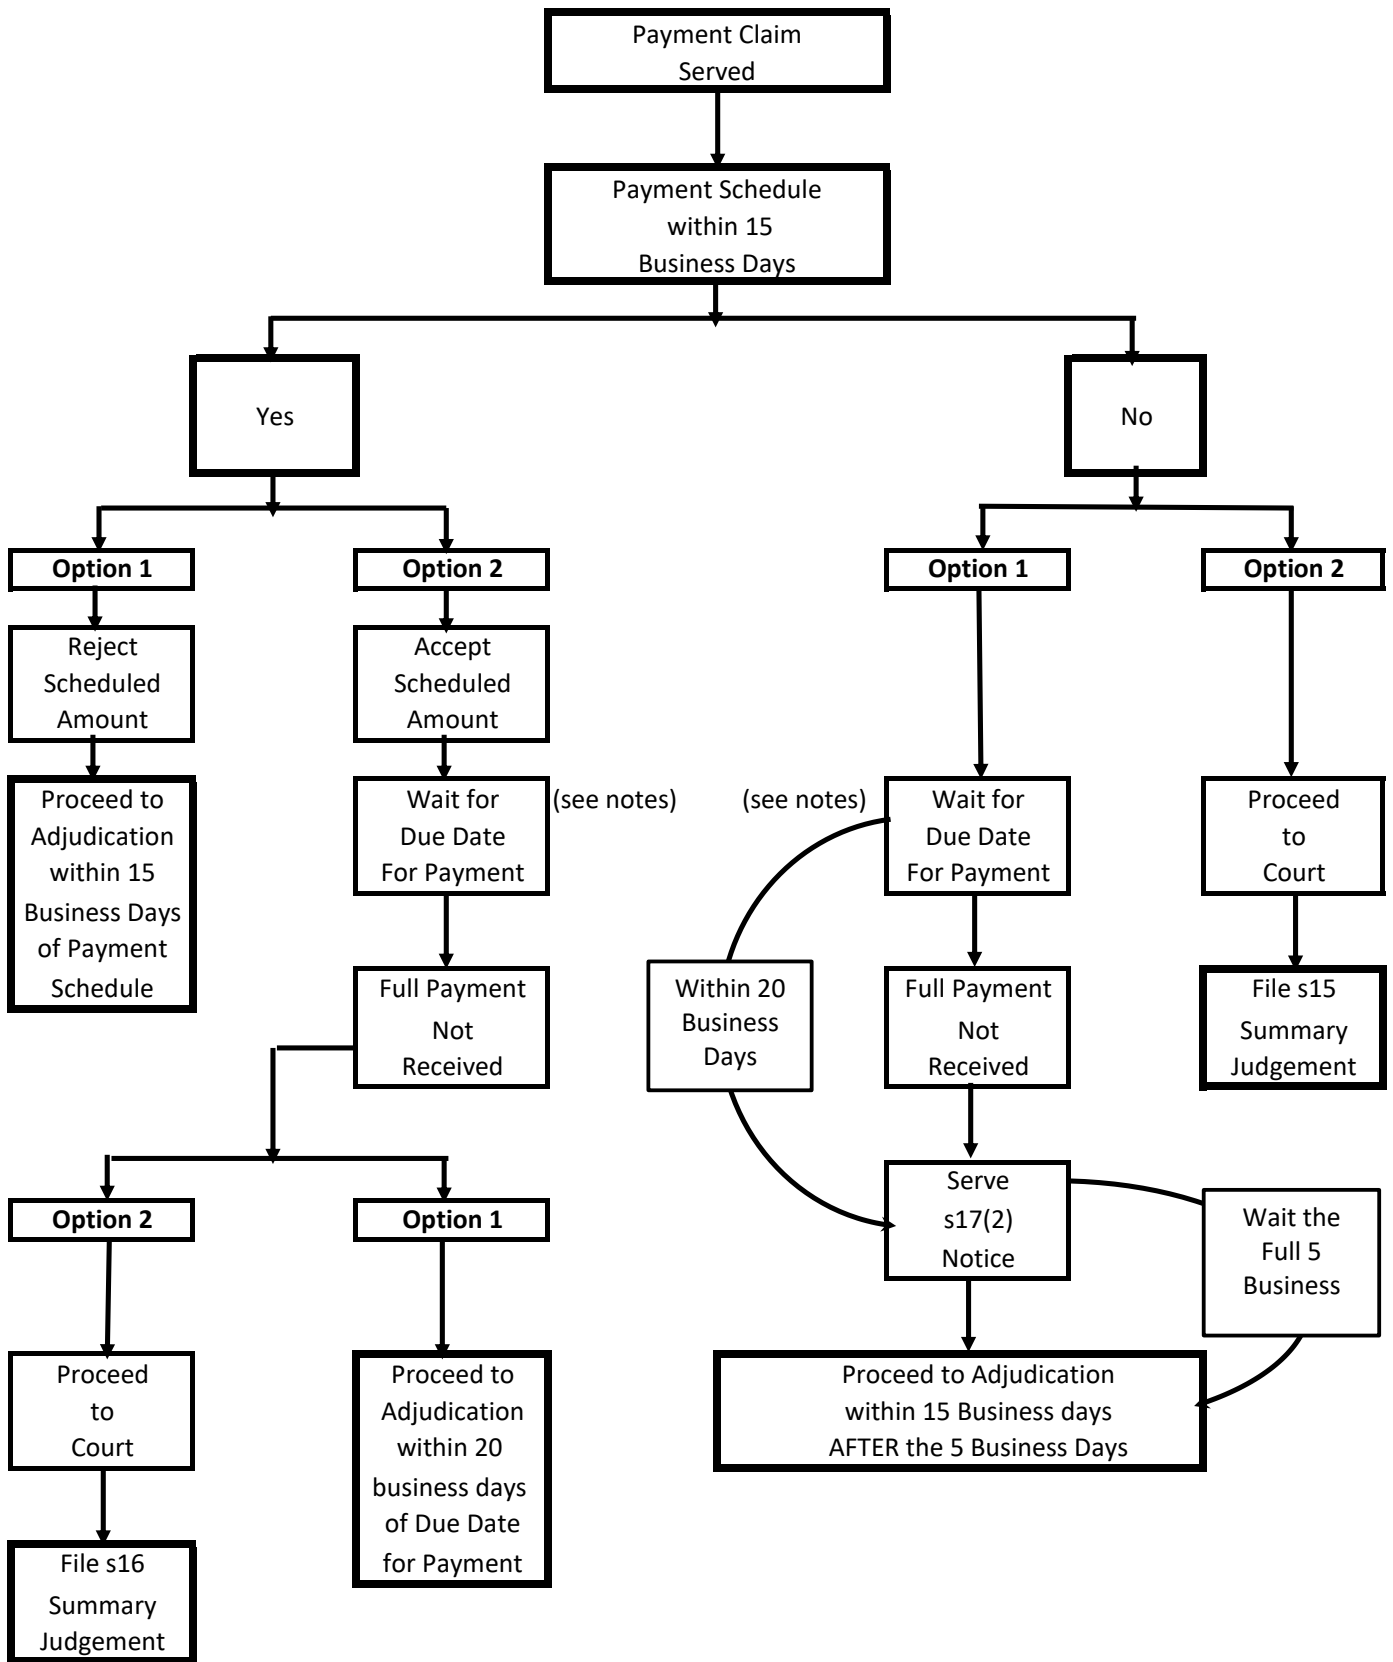 Payment Claim
Served
Payment Schedule
within 15
Business Days
Yes
No
Option 1
Option 2
Option 1
Option 2
Reject
Scheduled
Amount
Accept
Scheduled
Amount
Proceed to
Adjudication
within 15
Business Days
of Payment
Schedule
Wait for
Due Date
For Payment
(see notes)
(see notes)
Wait for
Due Date
For Payment
Proceed
to
Court
Full Payment
Not
Received
Within 20
Business
Days
Full Payment
Not
Received
File s15
Summary
Judgement
Option 2
Option 1
Serve
s17(2)
Notice
Wait the
Full 5
Business
Proceed
to
Court
Proceed to
Adjudication
within 20
business days
of Due Date
for Payment
Proceed to Adjudication
within 15 Business days
AFTER the 5 Business Days
File s16
Summary
Judgement